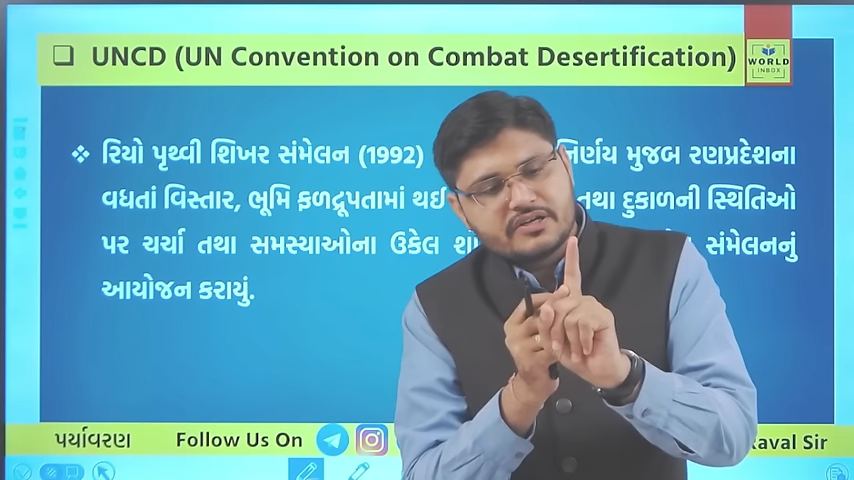 ❑ UNCD (UN Convention on Combat Desertification)
WORLD
INBOX
❖ રિયો પૃથ્વી શિખર સંમેલન (1992) નિર્ણય મુજબ રણપ્રદેશના
વધતાં વિસ્તાર, ભૂમિ ફળદ્રૂપતામાં થઈ તથા દુકાળની સ્થિતિઓ
પર ચર્ચા તથા સમસ્યાઓના ઉકેલ સંમેલનનું
આયોજન કરાયું.
પર્યાવરણ Follow Us On Raval Sir